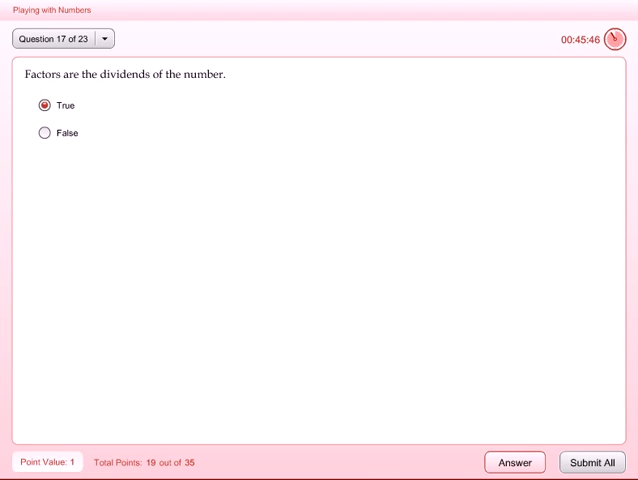 Playing with Numbers
Question 17 of 23
00:45:46
Factors are the dividends of the number.
True
False
Point Value: 1
Total Points: 19 out of 35
Answer
Submit All